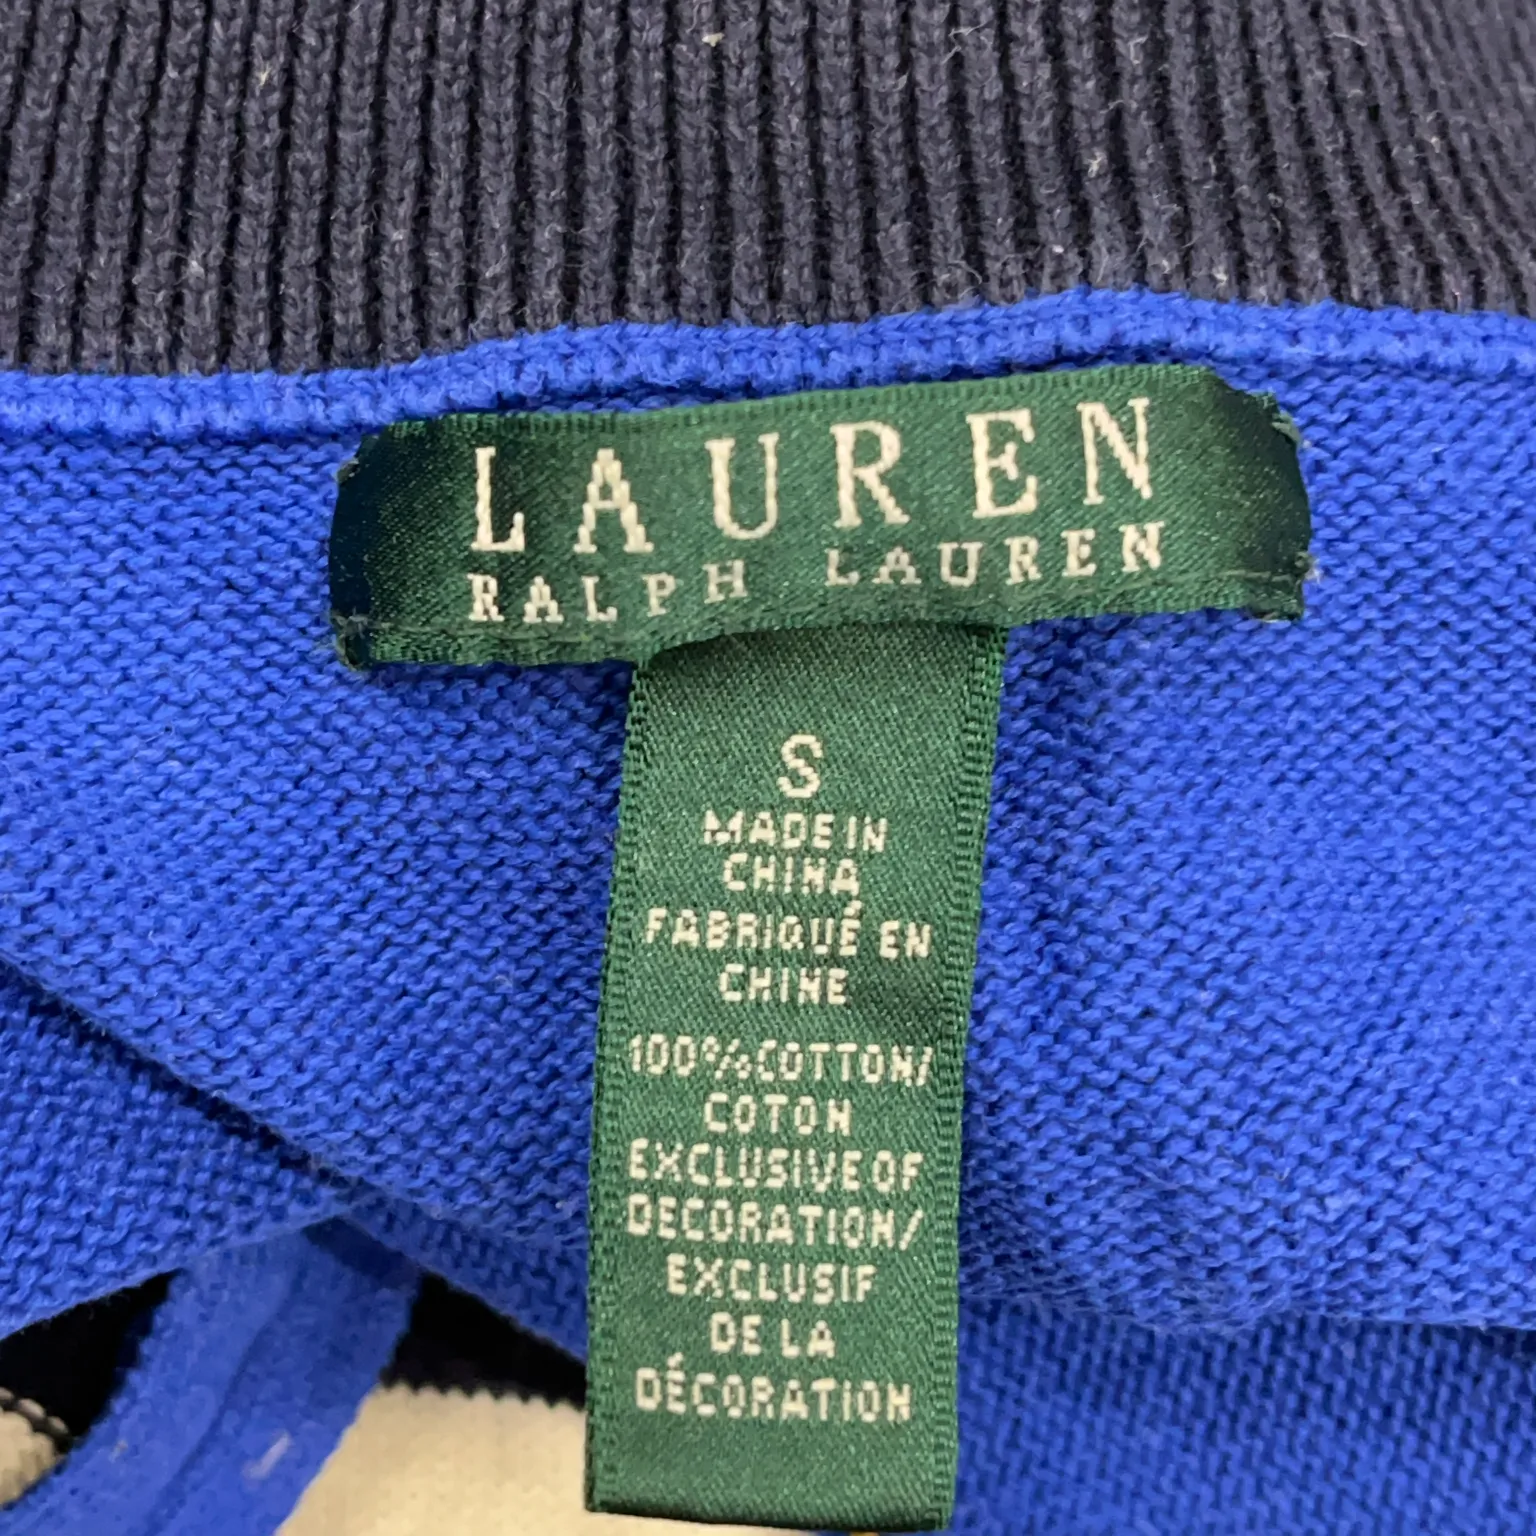 LAUREN
RALPH LAUREN
S
MADE IN
CHINA
FABRIQUÉ EN
CHINE
100% COTTON/
COTON
EXCLUSIVE OF
DECORATION/
EXCLUSIF
DE LA
DÉCORATION